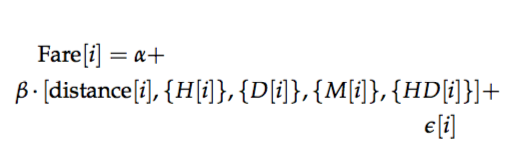 Fare[i] = α+
β · [distance[i], {H[i]}, {D[i]}, {M[i]}, {HD[i]}]+
ϵ[i]